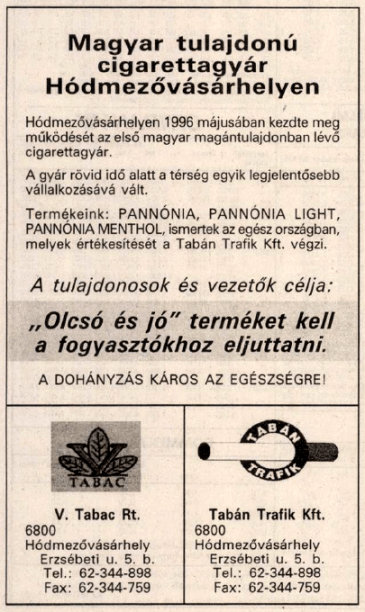 Magyar tulajdonú
cigarettagyár
Hódmezővásárhelyen
Hódmezővásárhelyen 1996 májusában kezdte meg
működését az első magyar magántulajdonban lévő
cigarettagyár.
A gyár rövid idő alatt a térség egyik legjelentősebb
vállalkozásává vált.
Termékeink: PANNÓNIA, PANNÓNIA LIGHT,
PANNÓNIA MENTHOL, ismertek az egész országban,
melyek értékesítését a Tabán Trafik Kft. végzi.
A tulajdonosok és vezetők célja:
„Olcsó és jó” terméket kell
a fogyasztókhoz eljuttatni.
A DOHÁNYZÁS KÁROS AZ EGÉSZSÉGRE!
TABAC
V. Tabac Rt.
6800
Hódmezővásárhely
Erzsébeti u. 5. b.
Tel.: 62-344-898
Fax: 62-344-759
TABÁN
TRAFIK
Tabán Trafik Kft.
6800
Hódmezővásárhely
Erzsébeti u. 5. b.
Tel.: 62-344-898
Fax: 62-344-759